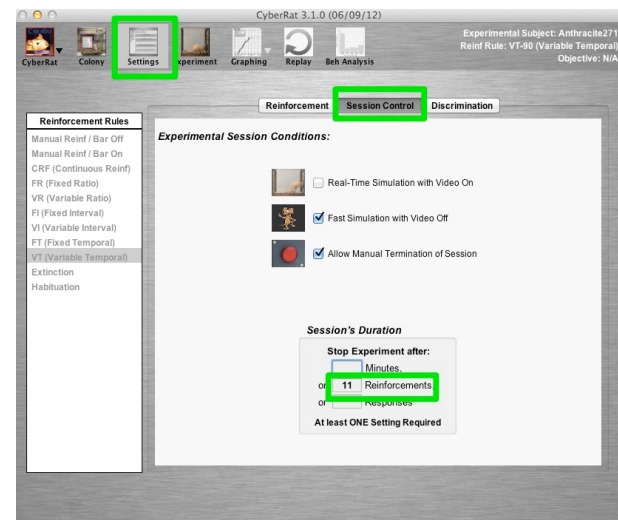 CyberRat 3.1.0 (06/09/12)
Experimental Subject: Anthracite271
Reinf Rule: VT-90 (Variable Temporal)
Objective: N/A
CyberRat Colony Settings Experiment Graphing Replay Beh Analysis
Reinforcement Session Control Discrimination
Reinforcement Rules
Manual Reinf / Bar Off
Manual Reinf / Bar On
CRF (Continuous Reinf)
FR (Fixed Ratio)
VR (Variable Ratio)
FI (Fixed Interval)
VI (Variable Interval)
FT (Fixed Temporal)
VT (Variable Temporal)
Extinction
Habituation
Experimental Session Conditions:
Real-Time Simulation with Video On
Fast Simulation with Video Off
Allow Manual Termination of Session
Session's Duration
Stop Experiment after:
Minutes,
or 11 Reinforcements,
or Responses
At least ONE Setting Required